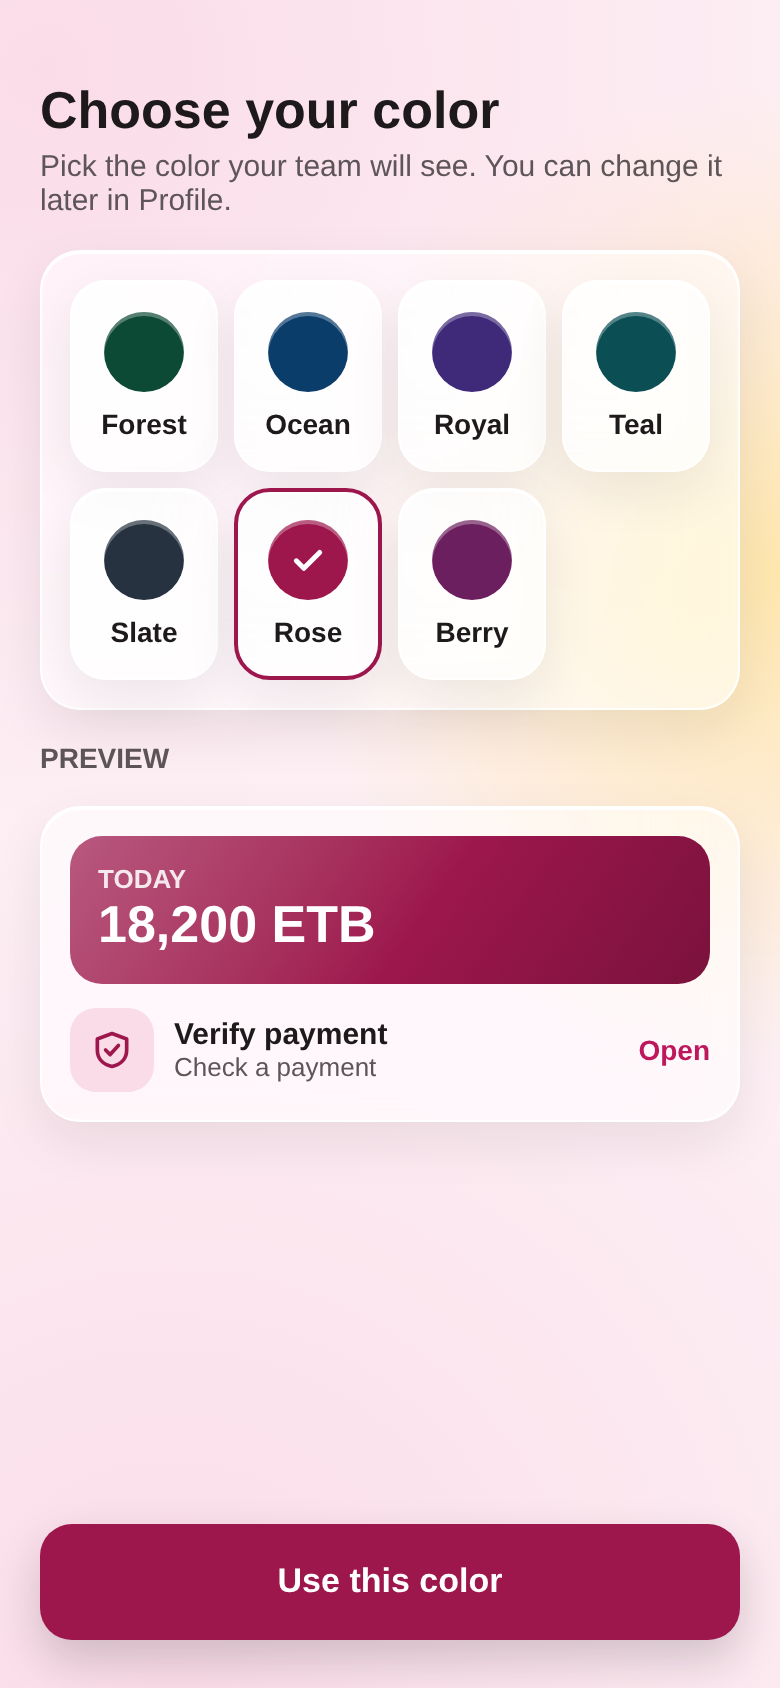 Choose your color
Pick the color your team will see. You can change it
later in Profile.
Forest
Ocean
Royal
Teal
Slate
Rose
Berry
PREVIEW
TODAY
18,200 ETB
Verify payment
Check a payment
Open
Use this color